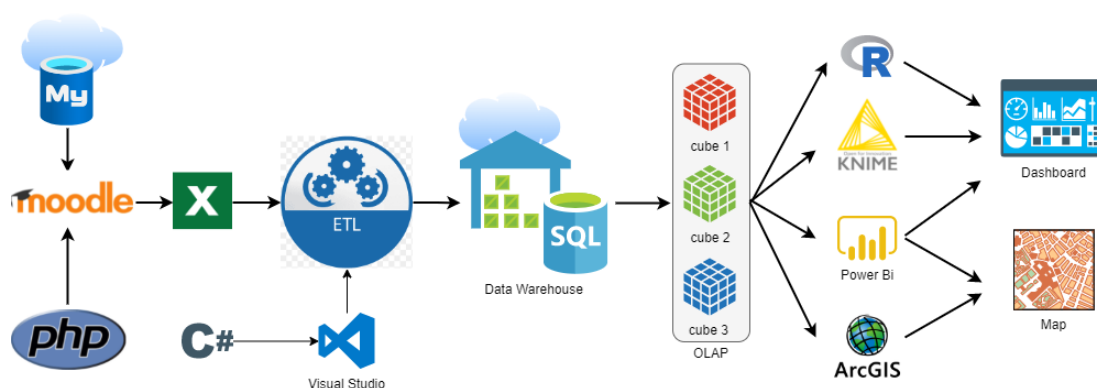 My
moodle
php
X
C#
Visual Studio
ETL
SQL
Data Warehouse
cube 1
cube 2
cube 3
OLAP
R
KNIME
Power Bi
ArcGIS
Dashboard
Map